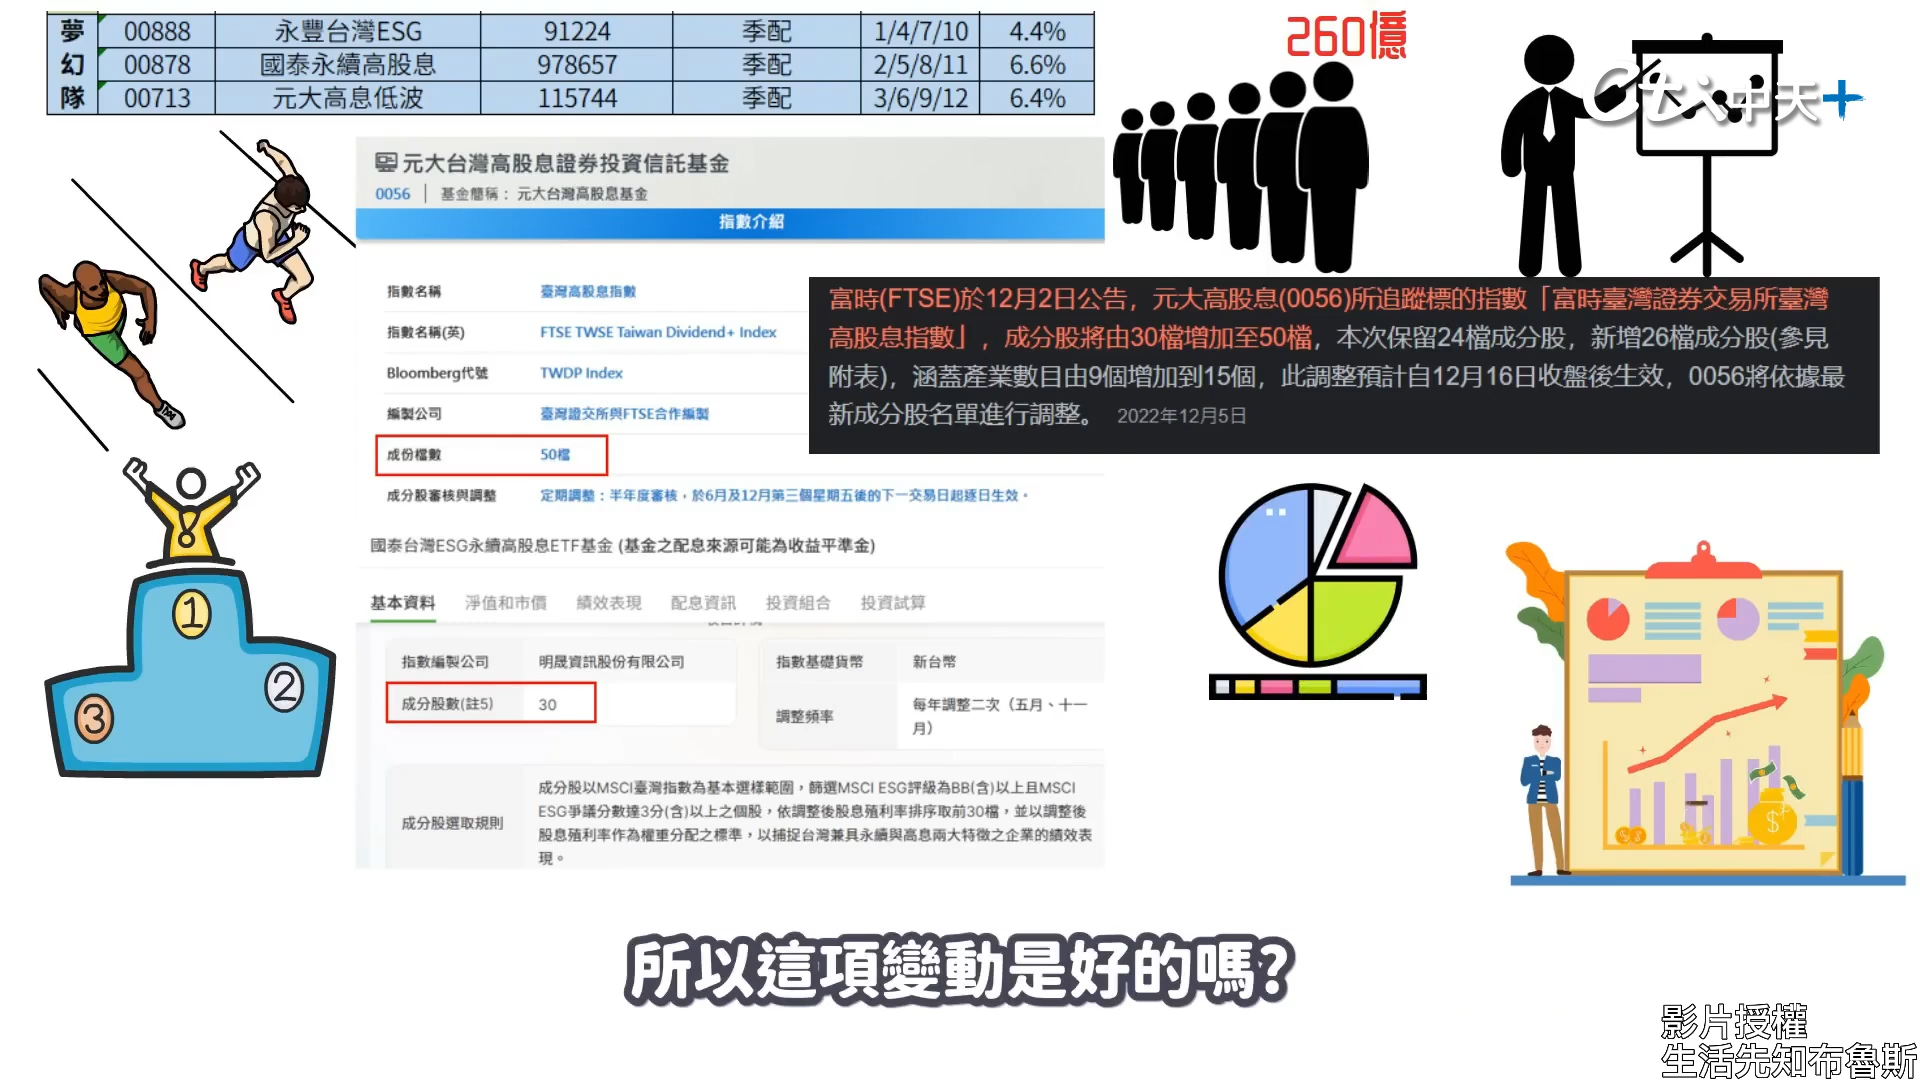 夢 00888 永豐台灣ESG 91224 季配 1/4/7/10 4.4%
幻 00878 國泰永續高股息 978657 季配 2/5/8/11 6.6%
隊 00713 元大高息低波 115744 季配 3/6/9/12 6.4%
260億
cti中天+
元大台灣高股息證券投資信託基金
0056 | 基金簡稱： 元大台灣高股息基金
指數介紹
指數名稱 臺灣高股息指數
指數名稱(英) FTSE TWSE Taiwan Dividend+ Index
Bloomberg代號 TWDP Index
編製公司 臺灣證交所與FTSE合作編製
成份檔數 50檔
成分股審核與調整 定期調整：半年度審核，於6月及12月第三個星期五後的下一交易日起逐日生效。
富時(FTSE)於12月2日公告，元大高股息(0056)所追蹤標的指數「富時臺灣證券交易所臺灣
高股息指數」，成分股將由30檔增加至50檔，本次保留24檔成分股，新增26檔成分股(參見
附表)，涵蓋產業數目由9個增加到15個，此調整預計自12月16日收盤後生效，0056將依據最
新成分股名單進行調整。 2022年12月5日
國泰台灣ESG永續高股息ETF基金 (基金之配息來源可能為收益平準金)
基本資料 淨值和市價 績效表現 配息資訊 投資組合 投資試算
指數編製公司 明晟資訊股份有限公司 指數基礎貨幣 新台幣
成分股數(註5) 30 調整頻率 每年調整二次（五月、十一
月）
成分股選取規則 成分股以MSCI臺灣指數為基本選樣範圍，篩選MSCI ESG評級為BB(含)以上且MSCI
ESG爭議分數達3分(含)以上之個股，依調整後股息殖利率排序取前30檔，並以調整後
股息殖利率作為權重分配之標準，以捕捉台灣兼具永續與高息兩大特徵之企業的績效表
現。
1
2
3
所以這項變動是好的嗎?
影片授權
生活先知布魯斯